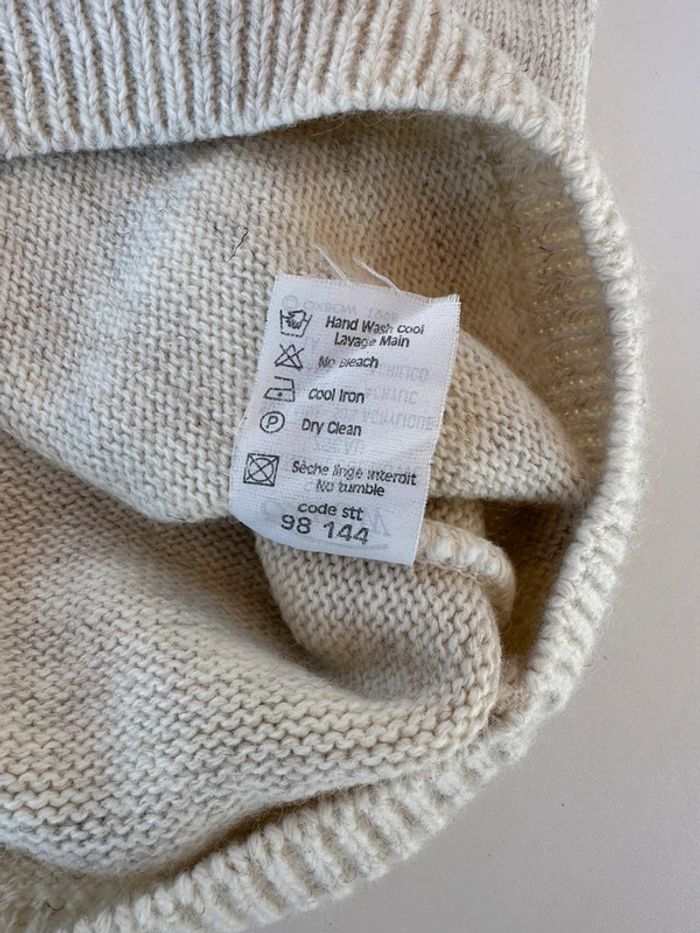 Hand Wash cool
Lavage Main
No Bleach
Cool Iron
P
Dry Clean
Sèche linge interdit
No tumble
code stt
98 144